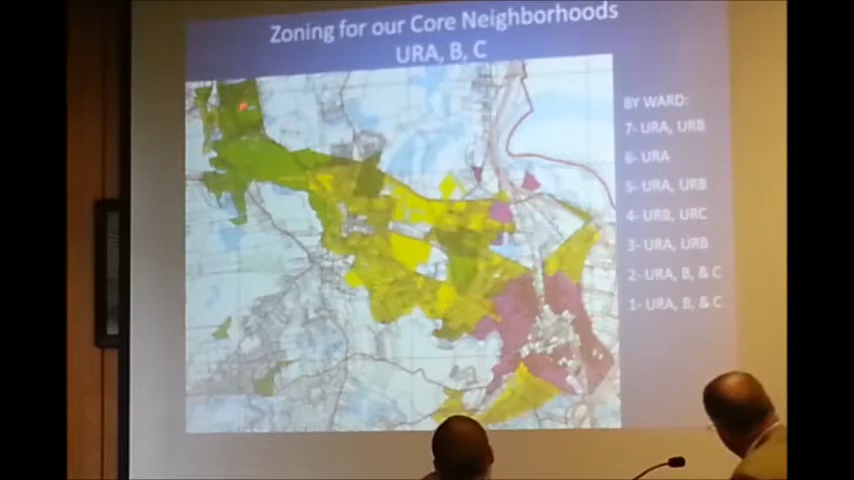 Zoning for our Core Neighborhoods
URA, B, C
BY WARD:
7- URA, URB
6- URA
5- URA, URB
4- URB, URC
3- URA, URB
2- URA, B, & C
1- URA, B, & C